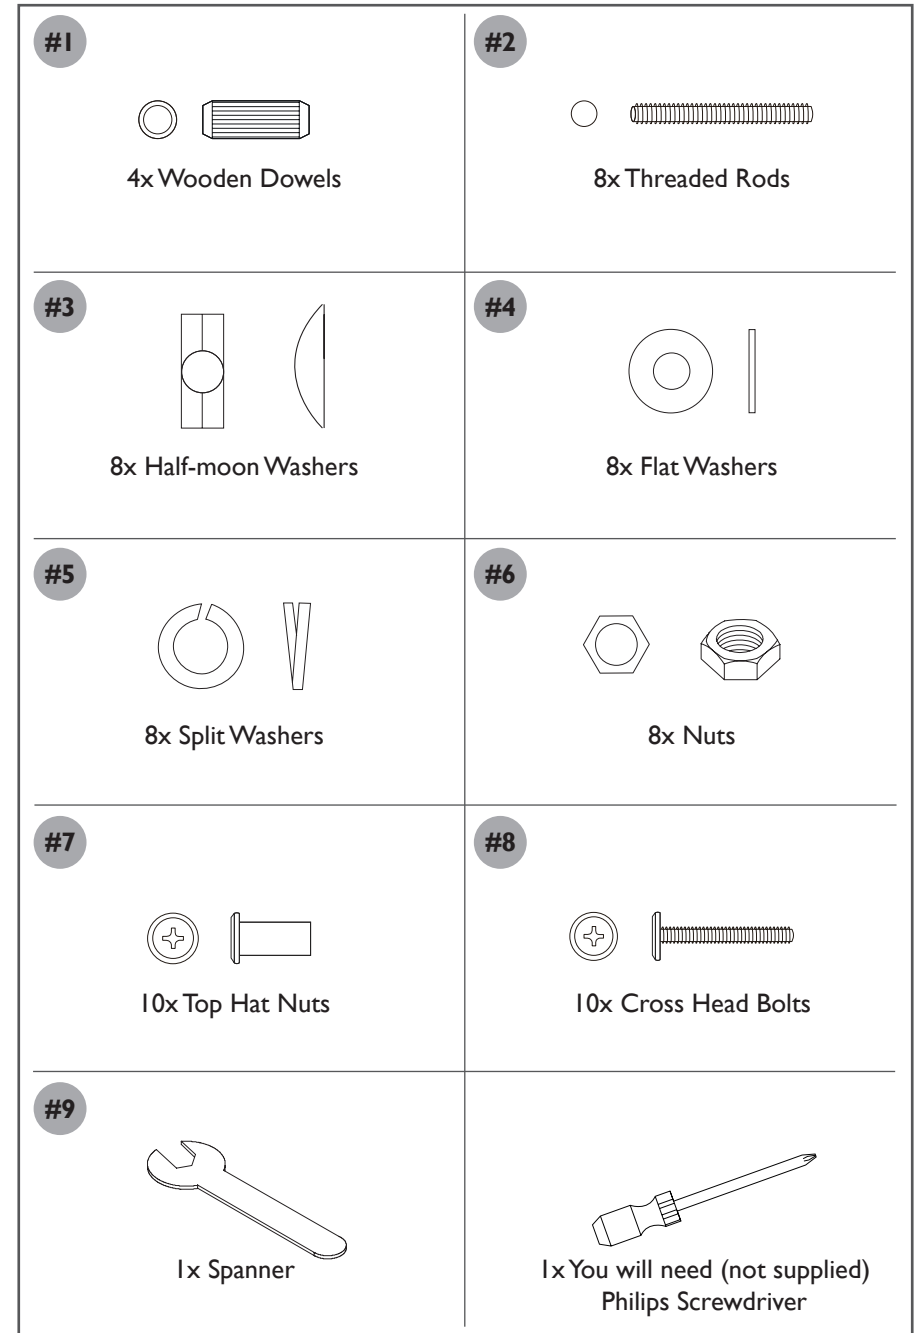 #1
#2
4x Wooden Dowels
8x Threaded Rods
#3
#4
8x Half-moon Washers
8x Flat Washers
#5
#6
8x Split Washers
8x Nuts
#7
#8
10x Top Hat Nuts
10x Cross Head Bolts
#9
1x Spanner
1x You will need (not supplied)
Philips Screwdriver